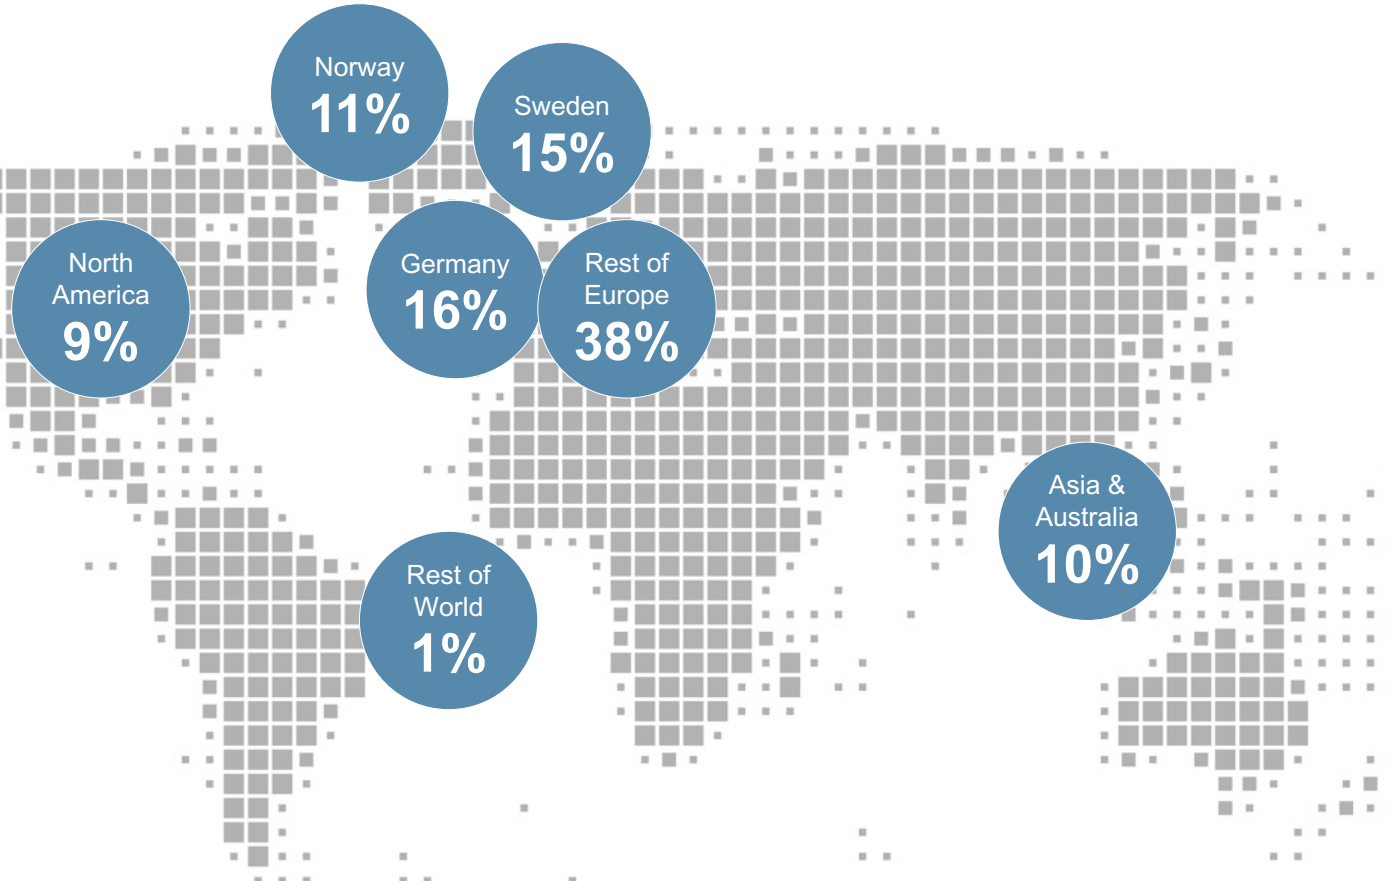 Norway
11%
Sweden
15%
North
America
9%
Germany
16%
Rest of
Europe
38%
Asia &
Australia
10%
Rest of
World
1%